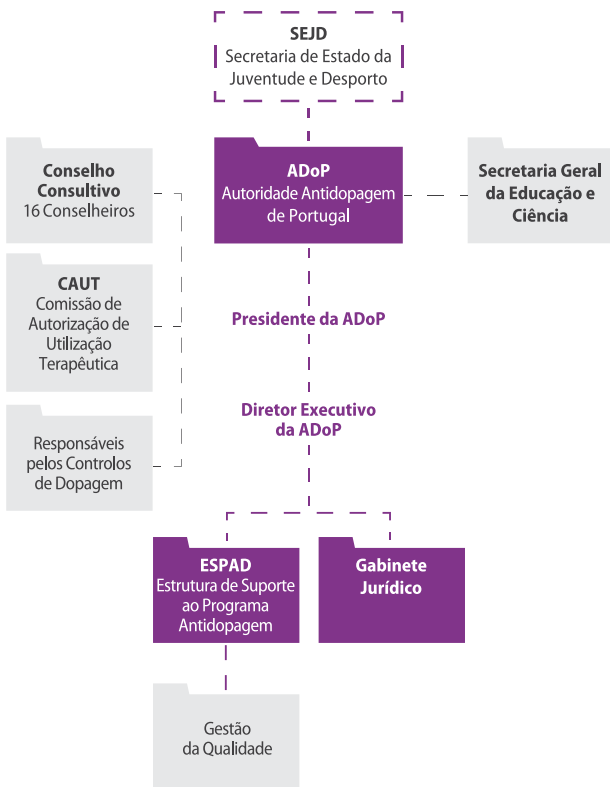 SEJD
Secretaria de Estado da
Juventude e Desporto
Conselho
Consultivo
16 Conselheiros
ADoP
Autoridade Antidopagem
de Portugal
Secretaria Geral
da Educação e
Ciência
CAUT
Comissão de
Autorização de
Utilização
Terapêutica
Presidente da ADoP
Diretor Executivo
da ADoP
Responsáveis
pelos Controlos
de Dopagem
ESPAD
Estrutura de Suporte
ao Programa
Antidopagem
Gabinete
Jurídico
Gestão
da Qualidade